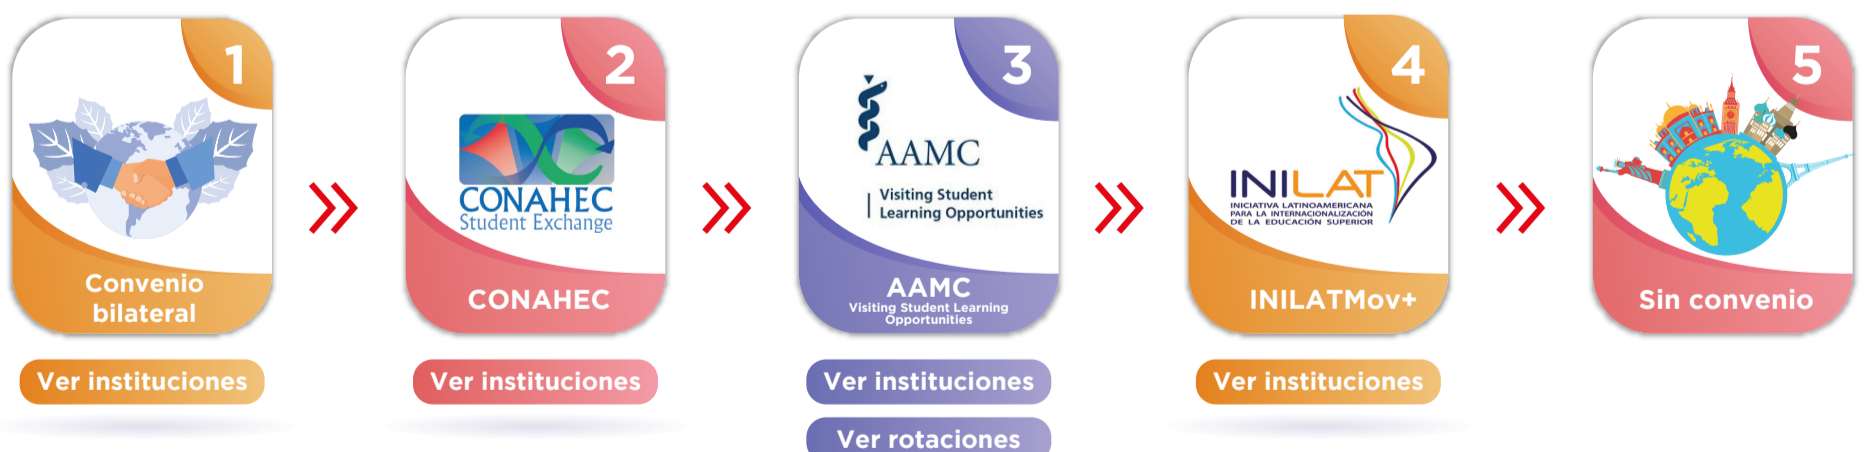 1
Convenio
bilateral
Ver instituciones
2
CONAHEC
Student Exchange
CONAHEC
Ver instituciones
3
AAMC
Visiting Student
Learning Opportunities
AAMC
Visiting Student Learning
Opportunities
Ver instituciones
Ver rotaciones
4
INILAT
INICIATIVA LATINOAMERICANA
PARA LA INTERNACIONALIZACIÓN
DE LA EDUCACIÓN SUPERIOR
INILATMov+
Ver instituciones
5
Sin convenio